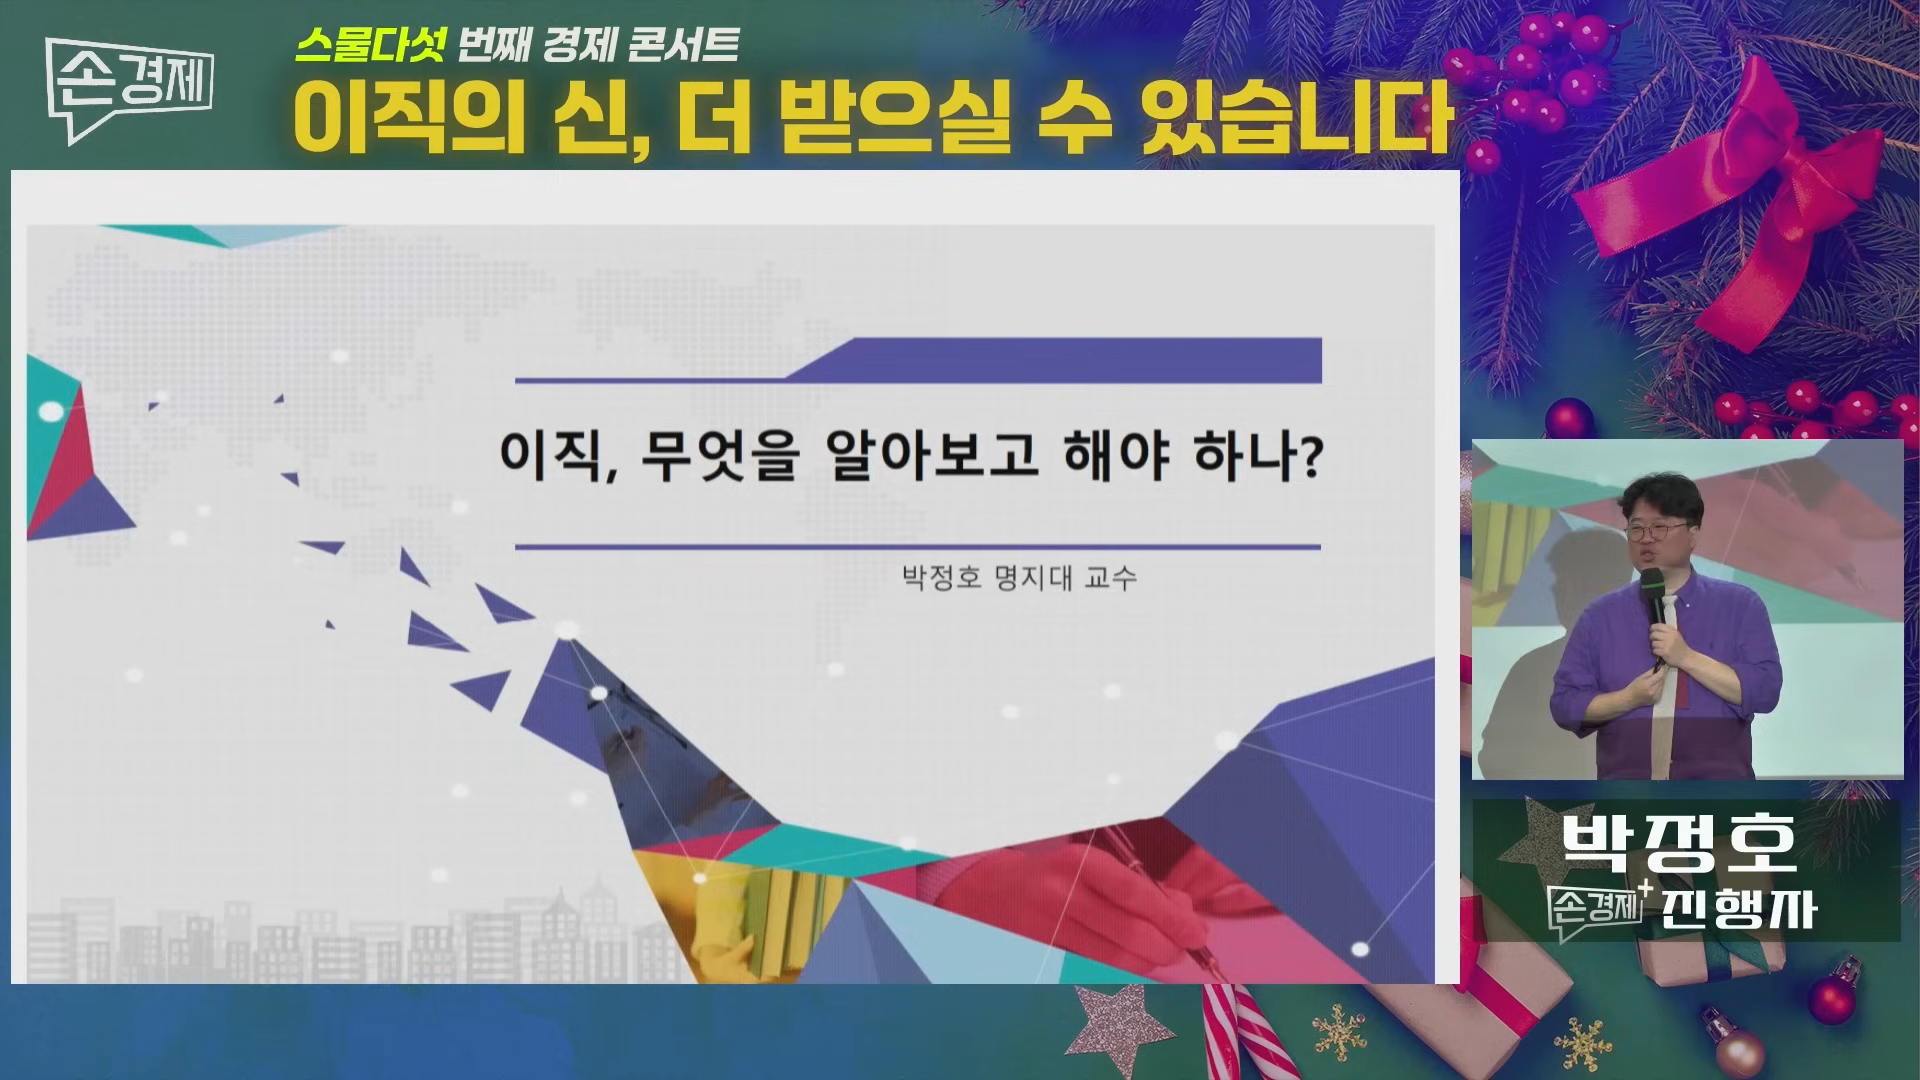 손경제
스물다섯 번째 경제 콘서트
이직의 신, 더 받으실 수 있습니다
이직, 무엇을 알아보고 해야 하나?
박정호 명지대 교수
박정호
손경제+ 진행자